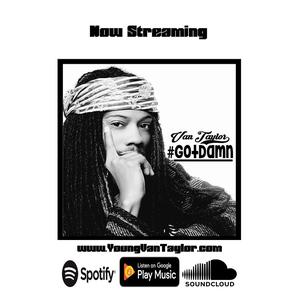 Now Streaming
Van Taylor
#GotDamn
www.YoungVanTaylor.com
Spotify®
Listen on Google
Play Music
SOUNDCLOUD